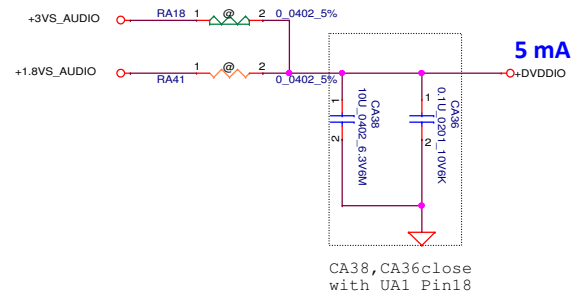 +3VS_AUDIO
RA18
1
@
2
0_0402_5%
+1.8VS_AUDIO
RA41
1
@
2
0_0402_5%
5 mA
+DVDDIO
1
2
CA38
10U_0402_6.3V6M
1
2
CA36
0.1U_0201_10V6K
CA38,CA36close
with UA1 Pin18